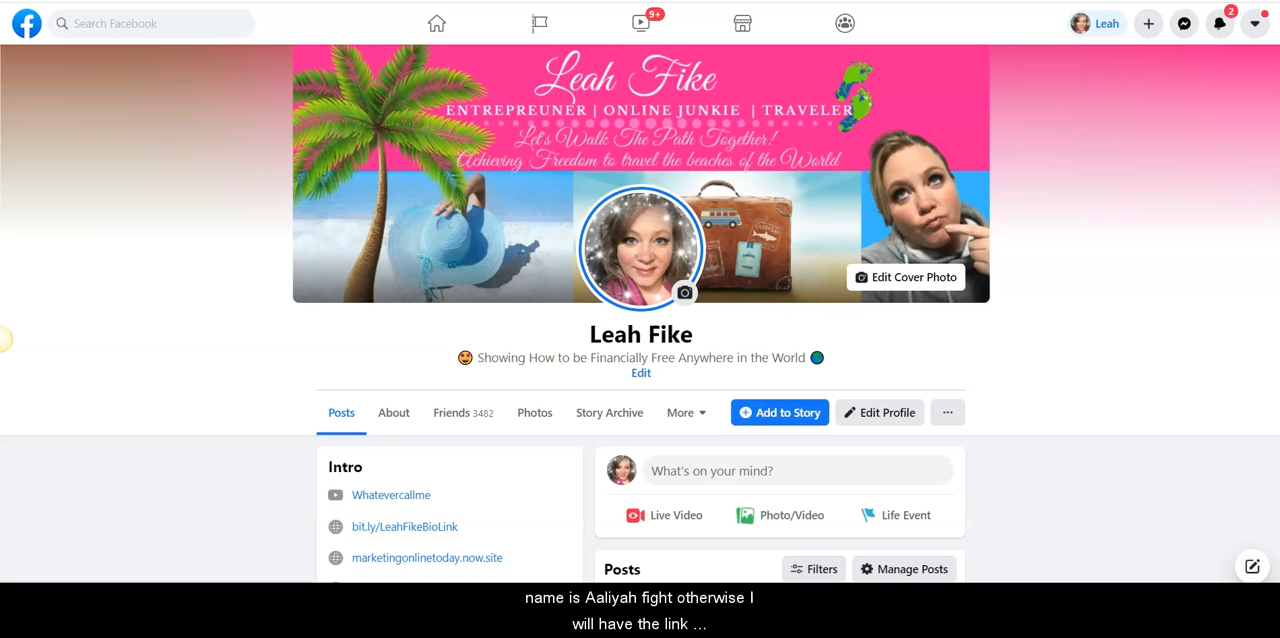 Search Facebook
9+
Leah
2
Leah Fike
ENTREPREUNER | ONLINE JUNKIE | TRAVELER
Let's Walk The Path Together!
Achieving Freedom to travel the beaches of the World
Edit Cover Photo
Leah Fike
Showing How to be Financially Free Anywhere in the World
Edit
Posts About Friends 3482 Photos Story Archive More Add to Story Edit Profile ...
Intro
Whatevercallme
bit.ly/LeahFikeBioLink
marketingonlinetoday.now.site
What's on your mind?
Live Video Photo/Video Life Event
Posts Filters Manage Posts
name is Aaliyah fight otherwise I
will have the link ...